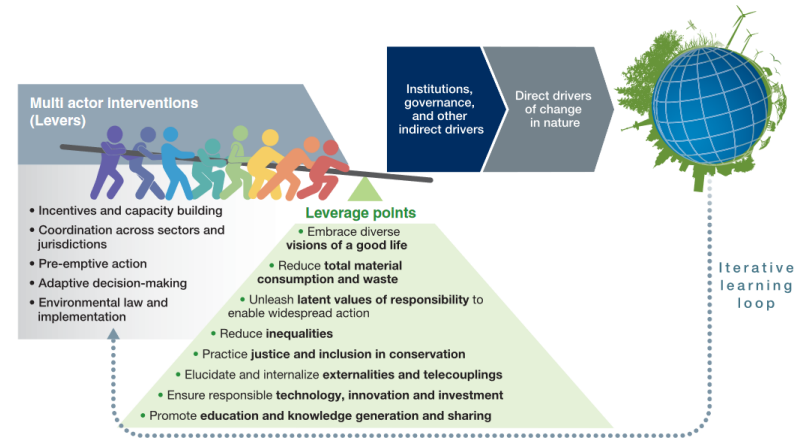 Multi actor Interventions
(Levers)
• Incentives and capacity building
• Coordination across sectors and
jurisdictions
• Pre-emptive action
• Adaptive decision-making
• Environmental law and
implementation
Leverage points
• Embrace diverse
visions of a good life
• Reduce total material
consumption and waste
• Unleash latent values of responsibility to
enable widespread action
• Reduce inequalities
• Practice justice and inclusion in conservation
• Elucidate and internalize externalities and telecouplings
• Ensure responsible technology, innovation and investment
• Promote education and knowledge generation and sharing
Institutions,
governance,
and other
indirect drivers
Direct drivers
of change
in nature
Iterative
learning
loop